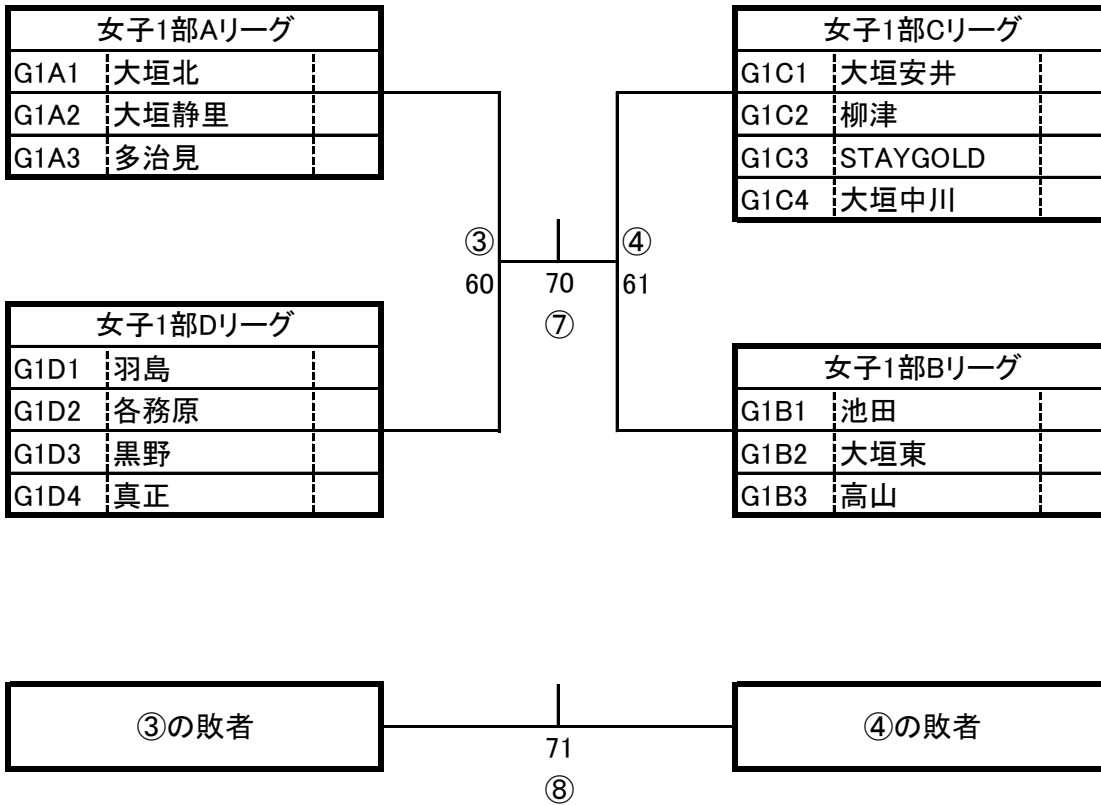 女子1部Aリーグ
G1A1 大垣北
G1A2 大垣静里
G1A3 多治見
女子1部Cリーグ
G1C1 大垣安井
G1C2 柳津
G1C3 STAYGOLD
G1C4 大垣中川
③ ④
60 70 61
⑦
女子1部Dリーグ
G1D1 羽島
G1D2 各務原
G1D3 黒野
G1D4 真正
女子1部Bリーグ
G1B1 池田
G1B2 大垣東
G1B3 高山
③の敗者 ④の敗者
71
⑧